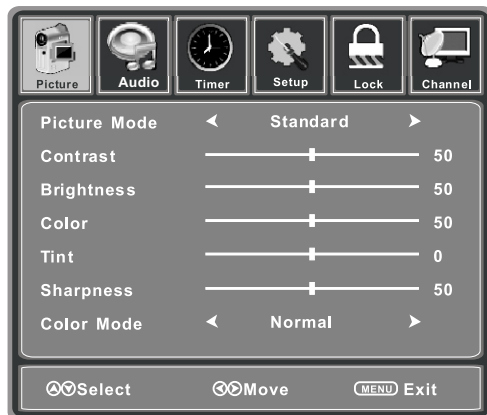 Picture Audio Timer Setup Lock Channel
Picture Mode Standard
Contrast 50
Brightness 50
Color 50
Tint 0
Sharpness 50
Color Mode Normal
Select Move MENU Exit